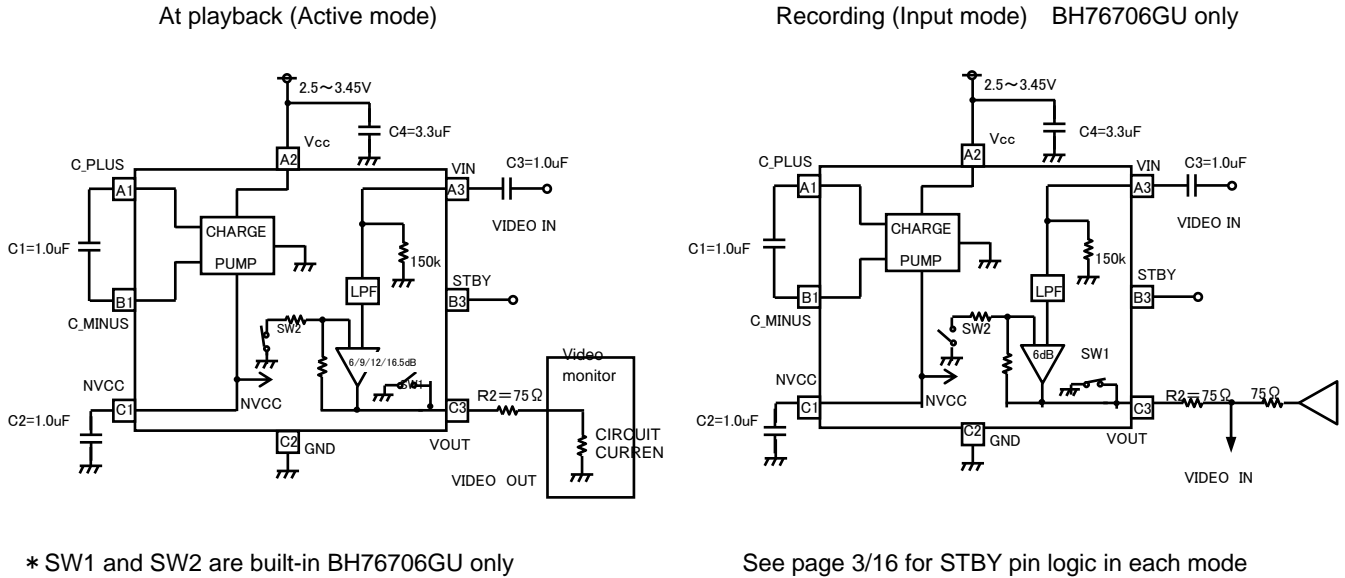 At playback (Active mode)
2.5～3.45V
C4=3.3uF
Vcc
A2
C_PLUS
VIN
C3=1.0uF
A1
A3
CHARGE
VIDEO IN
C1=1.0uF
PUMP
150k
LPF
STBY
B1
B3
C_MINUS
SW2
6/9/12/16.5dB
Video
monitor
SW1
NVCC
NVCC
R2=75Ω
C1
C3
C2=1.0uF
C2
GND
VOUT
CIRCUIT
CURREN
VIDEO OUT
Recording (Input mode) BH76706GU only
2.5～3.45V
C4=3.3uF
Vcc
A2
C_PLUS
VIN
C3=1.0uF
A1
A3
CHARGE
VIDEO IN
C1=1.0uF
PUMP
150k
LPF
STBY
B1
B3
C_MINUS
SW2
6dB
SW1
NVCC
NVCC
R2=75Ω
75Ω
C1
C3
C2=1.0uF
C2
GND
VOUT
VIDEO IN
* SW1 and SW2 are built-in BH76706GU only
See page 3/16 for STBY pin logic in each mode